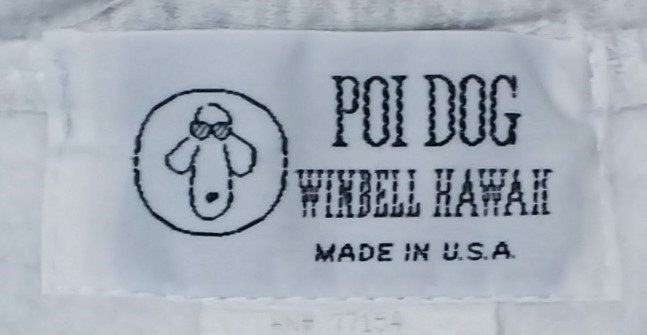 POI DOG
WINBELL HAWAII
MADE IN U.S.A.